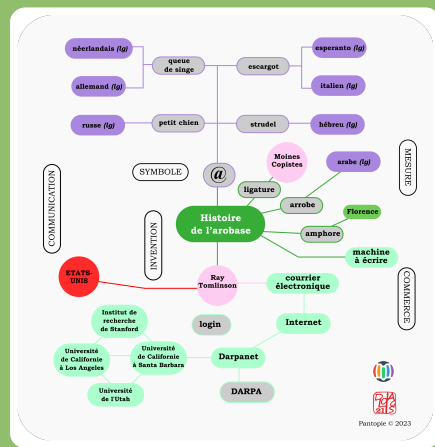 néerlandais (lg)
queue
de singe
esperanto (lg)
escargot
allemand (lg)
italien (lg)
russe (lg)
petit chien
strudel
hébreu (lg)
Moines
Copistes
arabe (lg)
MESURE
SYMBOLE
@
ligature
arrobe
COMMUNICATION
Florence
Histoire
de l'arobase
amphore
INVENTION
machine
à écrire
ETATS-
UNIS
Ray
Tomlinson
courrier
électronique
COMMERCE
Institut de
recherche
de Stanford
login
Internet
Université
de Californie
à Los Angeles
Université
de Californie
à Santa Barbara
Darpanet
Université
de l'Utah
DARPA
Pantopie © 2023